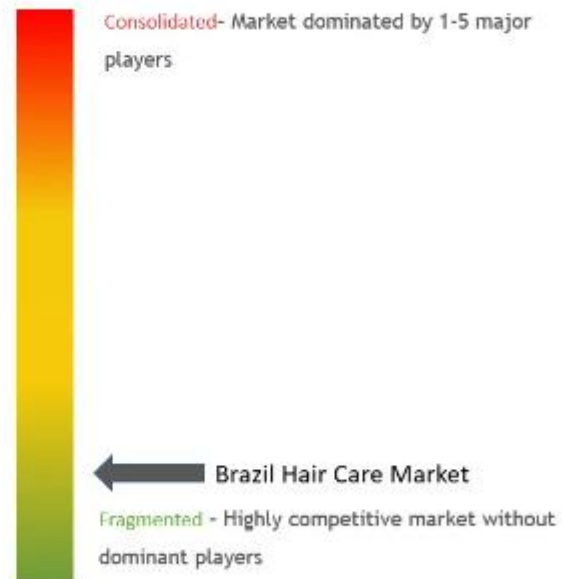 Consolidated- Market dominated by 1-5 major
players
Brazil Hair Care Market
Fragmented - Highly competitive market without
dominant players